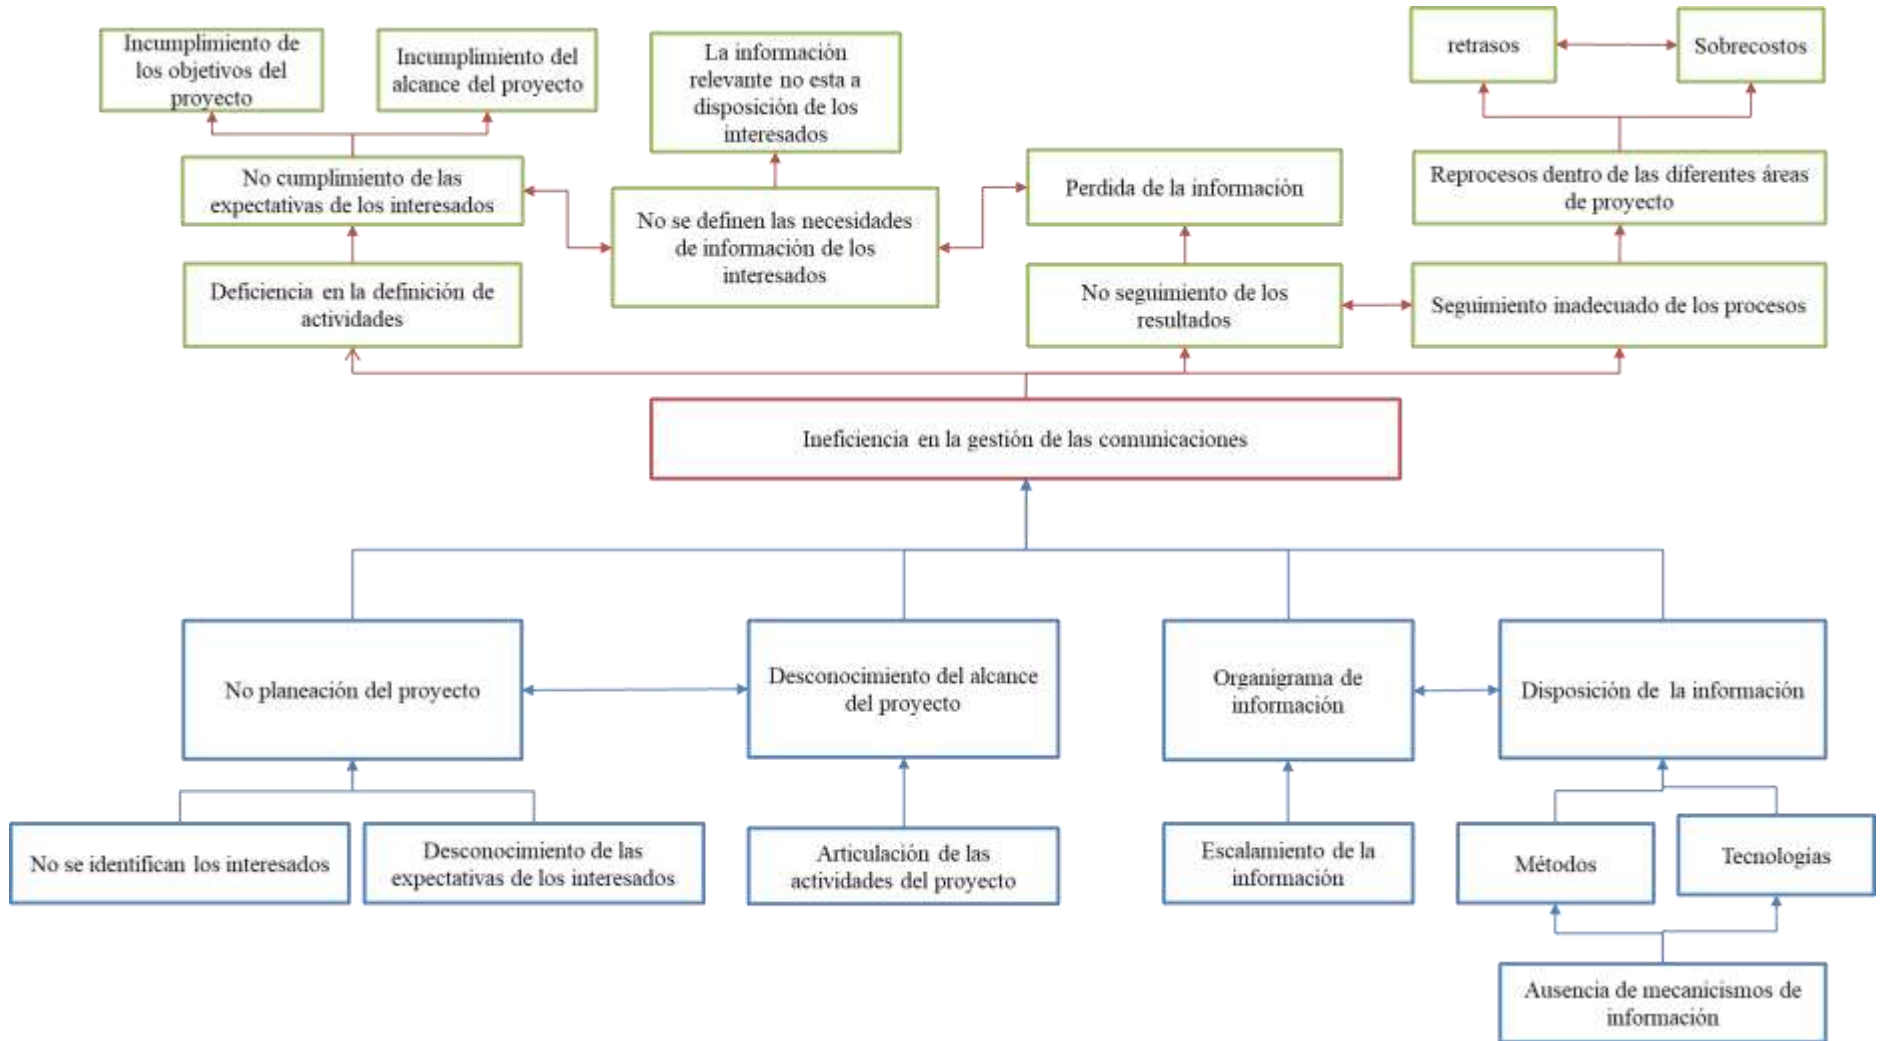 Incumplimiento de
los objetivos del
proyecto
Incumplimiento del
alcance del proyecto
La información
relevante no esta a
disposición de los
interesados
retrasos
Sobrecostos
No cumplimiento de las
expectativas de los interesados
Perdida de la información
Reprocesos dentro de las diferentes áreas
de proyecto
No se definen las necesidades
de información de los
interesados
Deficiencia en la definición de
actividades
No seguimiento de los
resultados
Seguimiento inadecuado de los procesos
Ineficiencia en la gestión de las comunicaciones
No planeación del proyecto
Desconocimiento del alcance
del proyecto
Organigrama de
información
Disposición de la información
No se identifican los interesados
Desconocimiento de las
expectativas de los interesados
Articulación de las
actividades del proyecto
Escalamiento de la
información
Métodos
Tecnologías
Ausencia de mecanicismos de
información